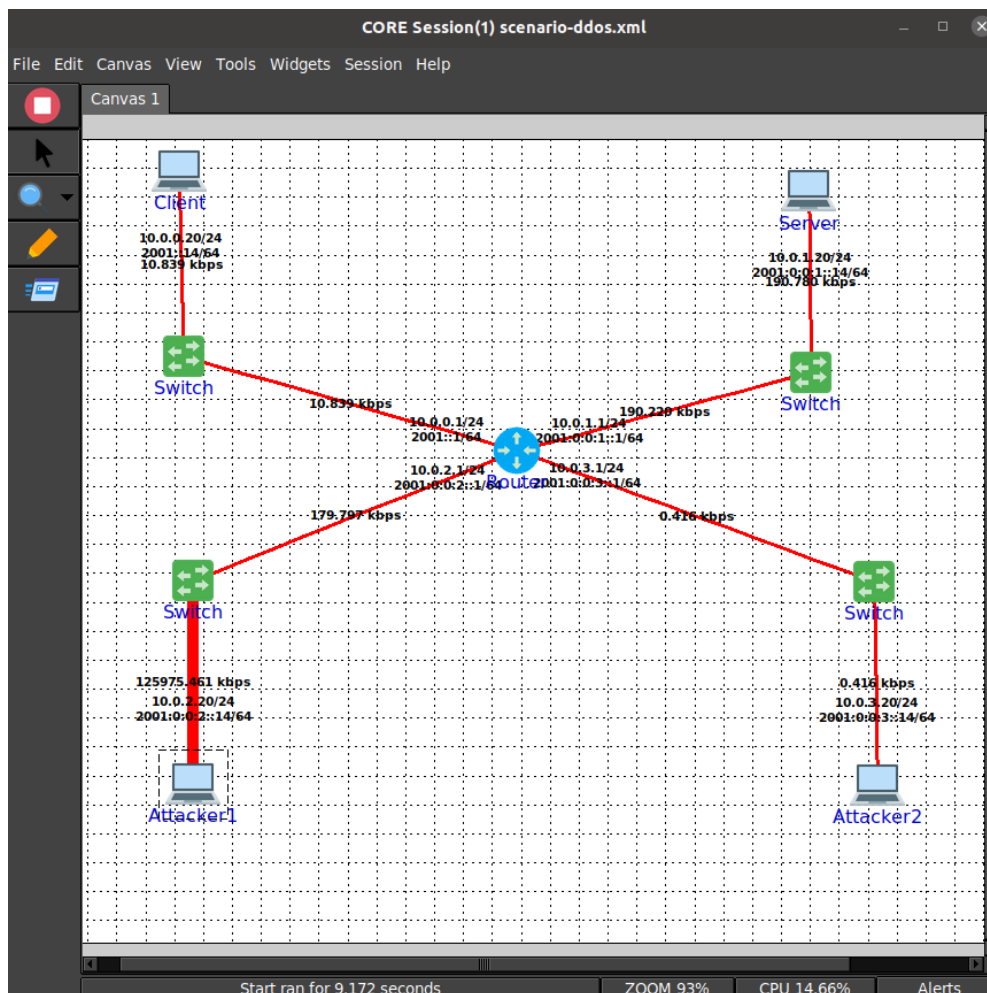 CORE Session(1) scenario-ddos.xml
File Edit Canvas View Tools Widgets Session Help
Canvas 1
Client
10.0.0.20/24
2001::14/64
10.839 kbps
Server
10.0.1.20/24
2001:0:0:1::14/64
190.780 kbps
Switch
Switch
10.839 kbps
190.220 kbps
10.0.0.1/24
2001::1/64
10.0.1.1/24
2001:0:0:1::1/64
Router
10.0.2.1/24
2001:0:0:2::1/64
10.0.3.1/24
2001:0:0:3::1/64
179.797 kbps
0.416 kbps
Switch
Switch
125975.461 kbps
10.0.2.20/24
2001:0:0:2::14/64
0.416 kbps
10.0.3.20/24
2001:0:0:3::14/64
Attacker1
Attacker2
Start ran for 9.172 seconds
ZOOM 93%
CPU 14.66%
Alerts